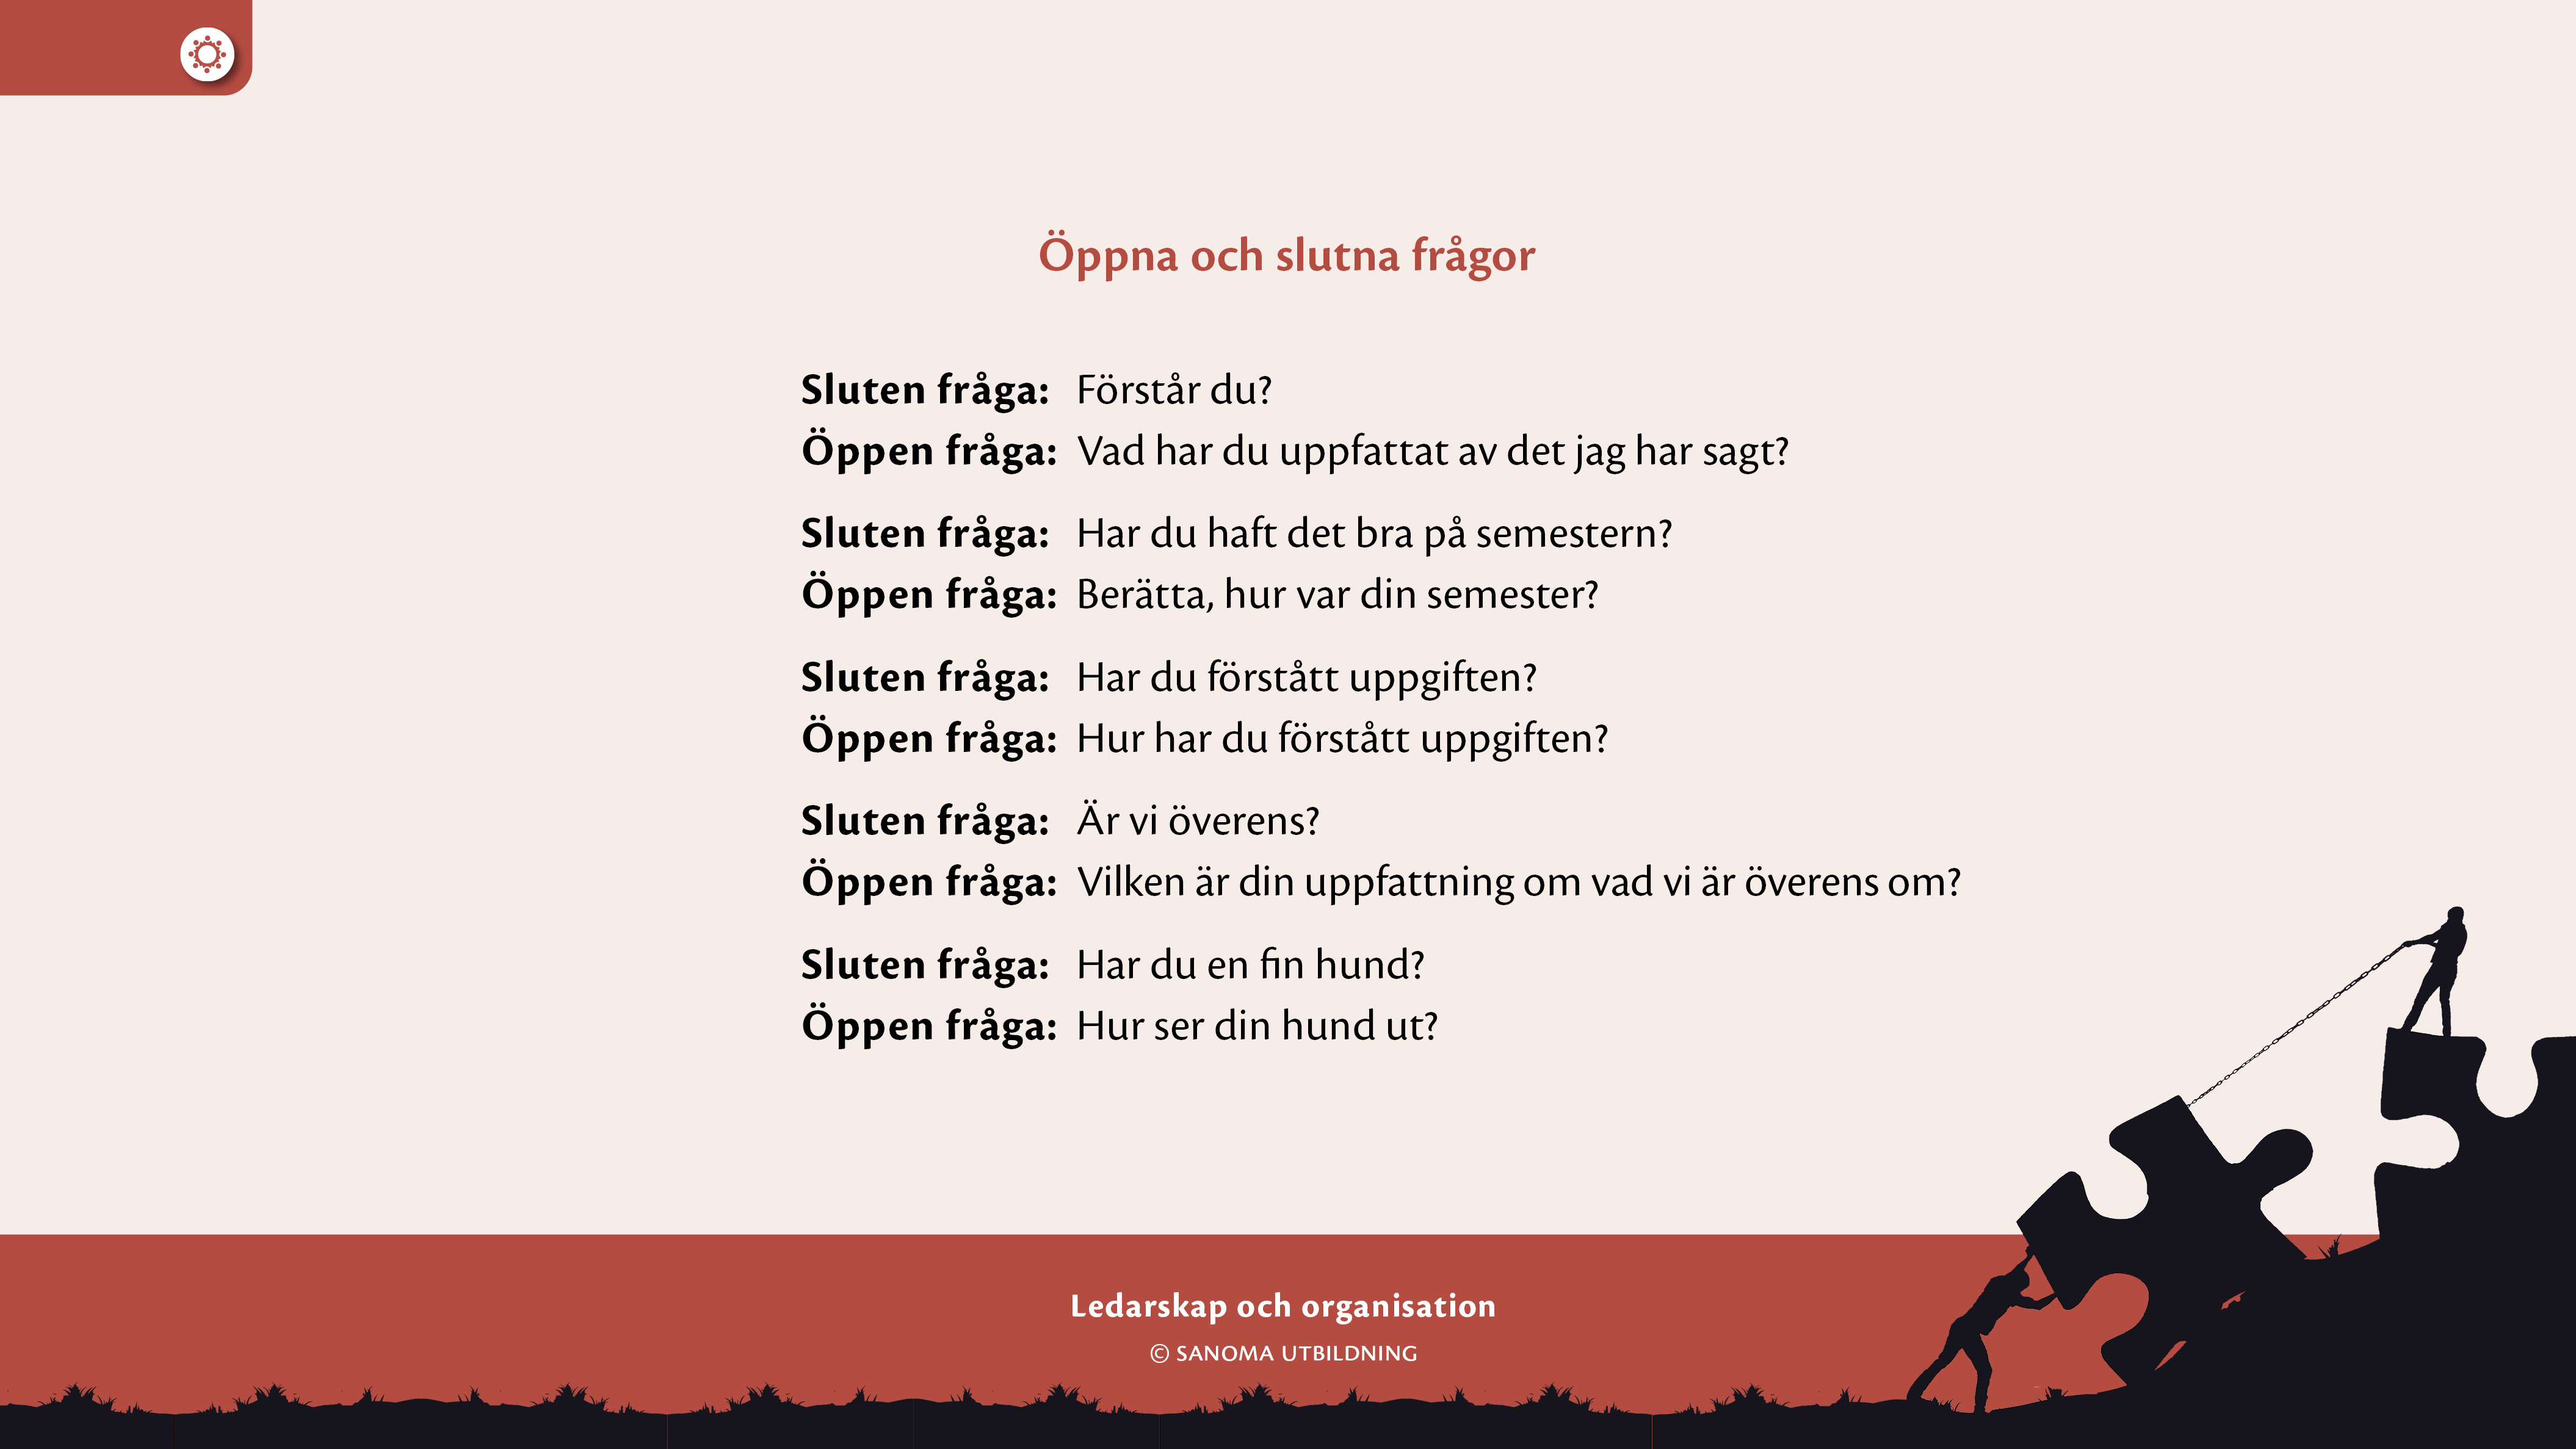 Öppna och slutna frågor
Sluten fråga: Förstår du?
Öppen fråga: Vad har du uppfattat av det jag har sagt?
Sluten fråga: Har du haft det bra på semestern?
Öppen fråga: Berätta, hur var din semester?
Sluten fråga: Har du förstått uppgiften?
Öppen fråga: Hur har du förstått uppgiften?
Sluten fråga: Är vi överens?
Öppen fråga: Vilken är din uppfattning om vad vi är överens om?
Sluten fråga: Har du en fin hund?
Öppen fråga: Hur ser din hund ut?
Ledarskap och organisation
© SANOMA UTBILDNING